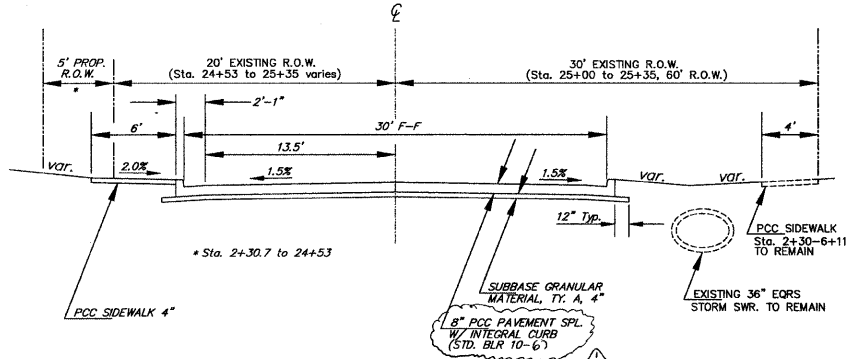 ℄
5' PROP.
R.O.W.
*
20' EXISTING R.O.W.
(Sta. 24+53 to 25+35 varies)
30' EXISTING R.O.W.
(Sta. 25+00 to 25+35, 60' R.O.W.)
2'-1"
6'
30' F-F
4'
13.5'
var.
2.0%
1.5%
1.5%
var.
var.
12" Typ.
* Sta. 2+30.7 to 24+53
PCC SIDEWALK
Sta. 2+30-6+11
TO REMAIN
SUBBASE GRANULAR
MATERIAL, TY. A, 4"
EXISTING 36" EQRS
STORM SWR. TO REMAIN
PCC SIDEWALK 4"
8" PCC PAVEMENT SPL.
W/ INTEGRAL CURB
(STD. BLR 10-6)